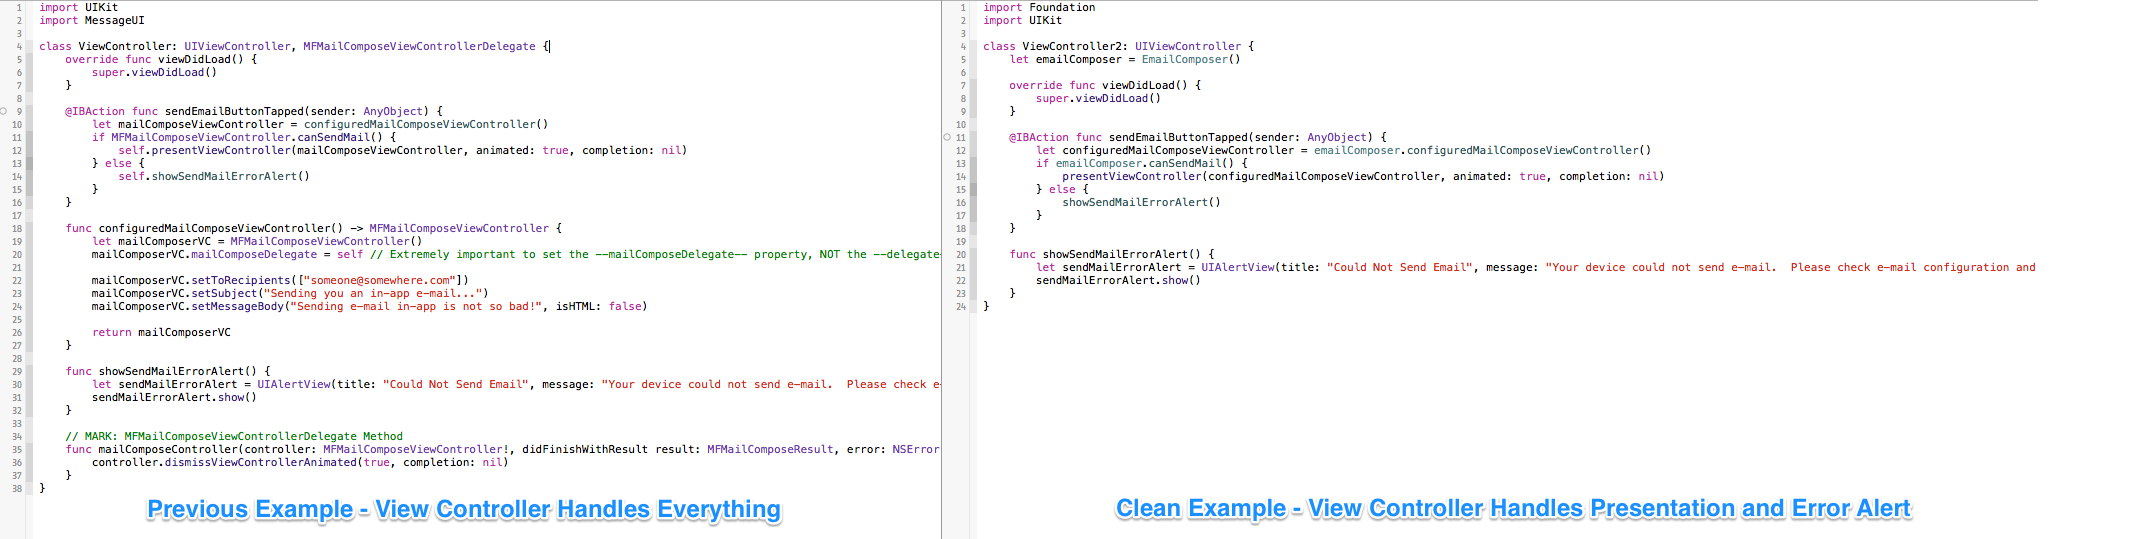 1 import UIKit
2 import MessageUI
3
4 class ViewController: UIViewController, MFMailComposeViewControllerDelegate {
5 override func viewDidLoad() {
6 super.viewDidLoad()
7 }
8
9 @IBAction func sendEmailButtonTapped(sender: AnyObject) {
10 let mailComposeViewController = configuredMailComposeViewController()
11 if MFMailComposeViewController.canSendMail() {
12 self.presentViewController(mailComposeViewController, animated: true, completion: nil)
13 } else {
14 self.showSendMailErrorAlert()
15 }
16 }
17
18 func configuredMailComposeViewController() -> MFMailComposeViewController {
19 let mailComposerVC = MFMailComposeViewController()
20 mailComposerVC.mailComposeDelegate = self // Extremely important to set the --mailComposeDelegate-- property, NOT the --delegate-
21
22 mailComposerVC.setToRecipients(["someone@somewhere.com"])
23 mailComposerVC.setSubject("Sending you an in-app e-mail...")
24 mailComposerVC.setMessageBody("Sending e-mail in-app is not so bad!", isHTML: false)
25
26 return mailComposerVC
27 }
28
29 func showSendMailErrorAlert() {
30 let sendMailErrorAlert = UIAlertView(title: "Could Not Send Email", message: "Your device could not send e-mail.  Please check e-
31 sendMailErrorAlert.show()
32 }
33
34 // MARK: MFMailComposeViewControllerDelegate Method
35 func mailComposeController(controller: MFMailComposeViewController!, didFinishWithResult result: MFMailComposeResult, error: NSError
36 controller.dismissViewControllerAnimated(true, completion: nil)
37 }
38 }
Previous Example - View Controller Handles Everything
1 import Foundation
2 import UIKit
3
4 class ViewController2: UIViewController {
5 let emailComposer = EmailComposer()
6
7 override func viewDidLoad() {
8 super.viewDidLoad()
9 }
10
11 @IBAction func sendEmailButtonTapped(sender: AnyObject) {
12 let configuredMailComposeViewController = emailComposer.configuredMailComposeViewController()
13 if emailComposer.canSendMail() {
14 presentViewController(configuredMailComposeViewController, animated: true, completion: nil)
15 } else {
16 showSendMailErrorAlert()
17 }
18 }
19
20 func showSendMailErrorAlert() {
21 let sendMailErrorAlert = UIAlertView(title: "Could Not Send Email", message: "Your device could not send e-mail.  Please check e-mail configuration and
22 sendMailErrorAlert.show()
23 }
24 }
Clean Example - View Controller Handles Presentation and Error Alert